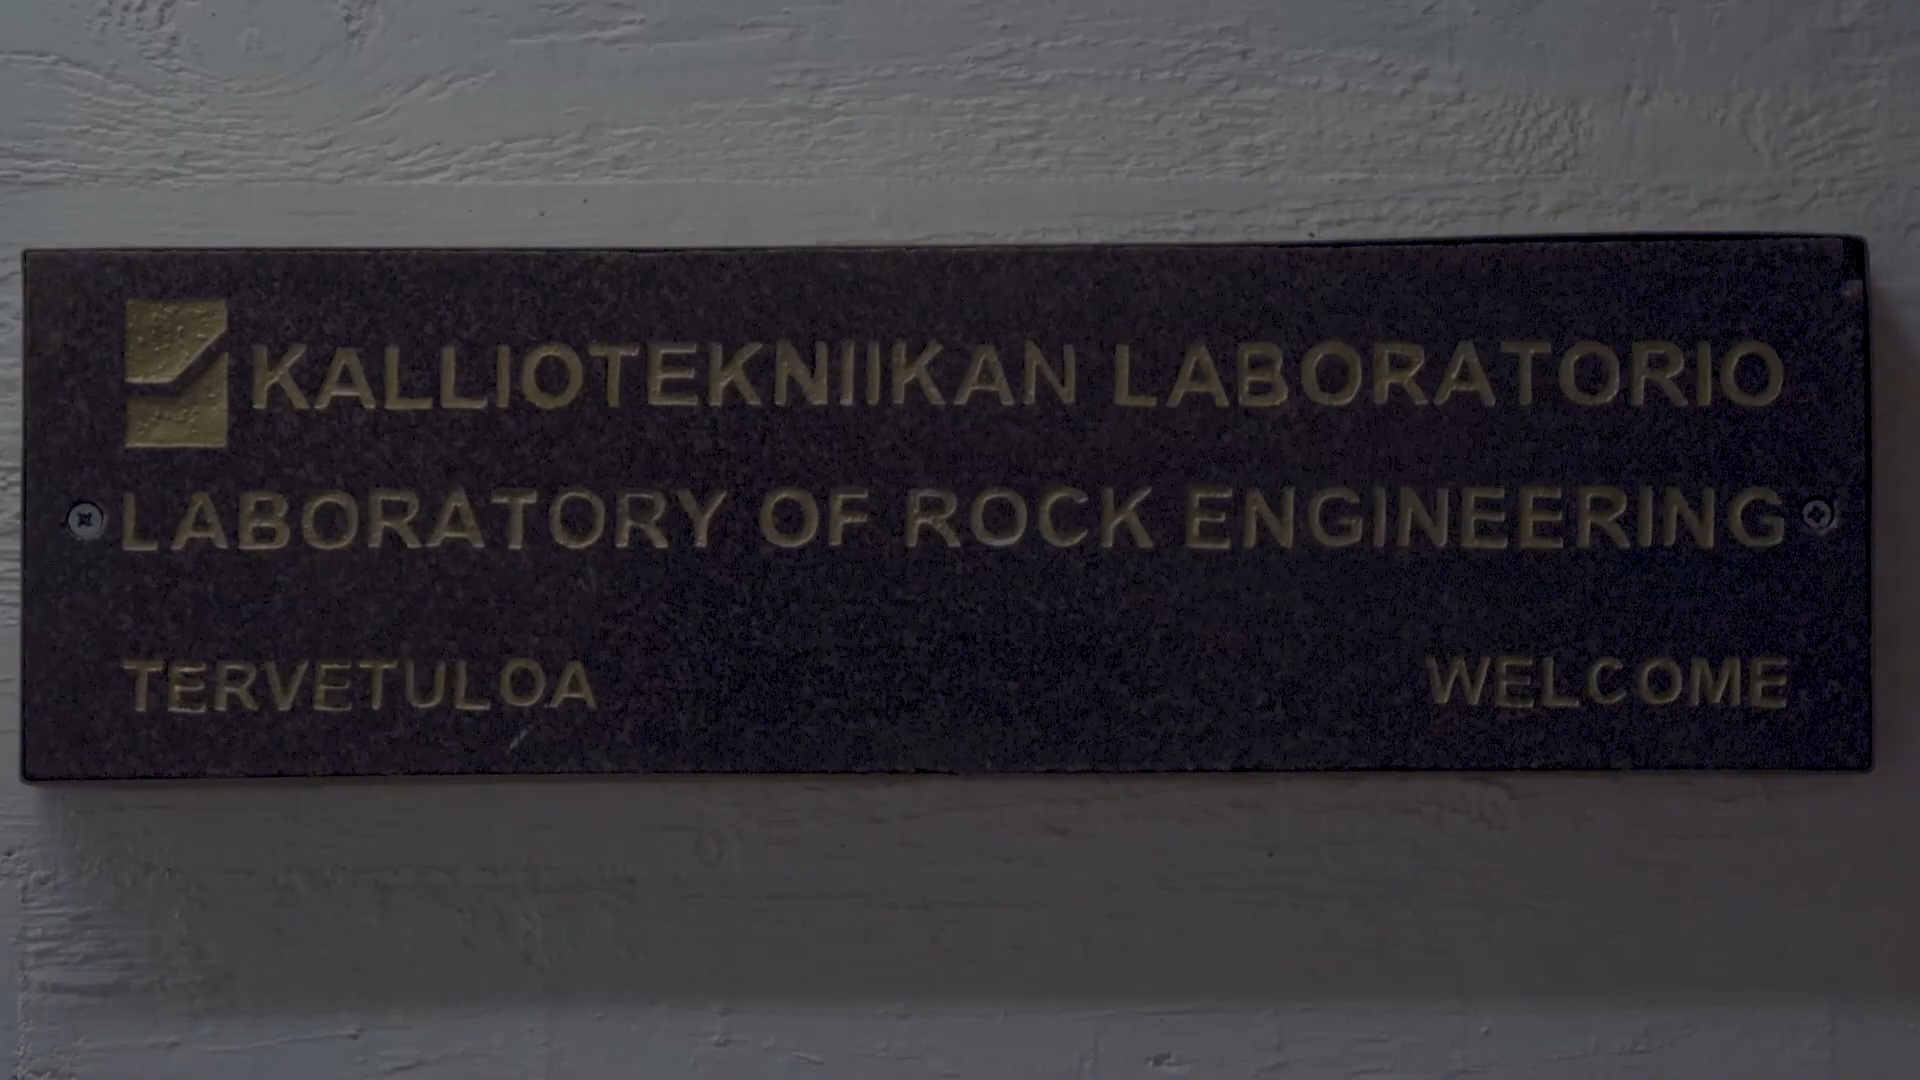 KALLIOTEKNIIKAN LABORATORIO
LABORATORY OF ROCK ENGINEERING
TERVETULOA WELCOME